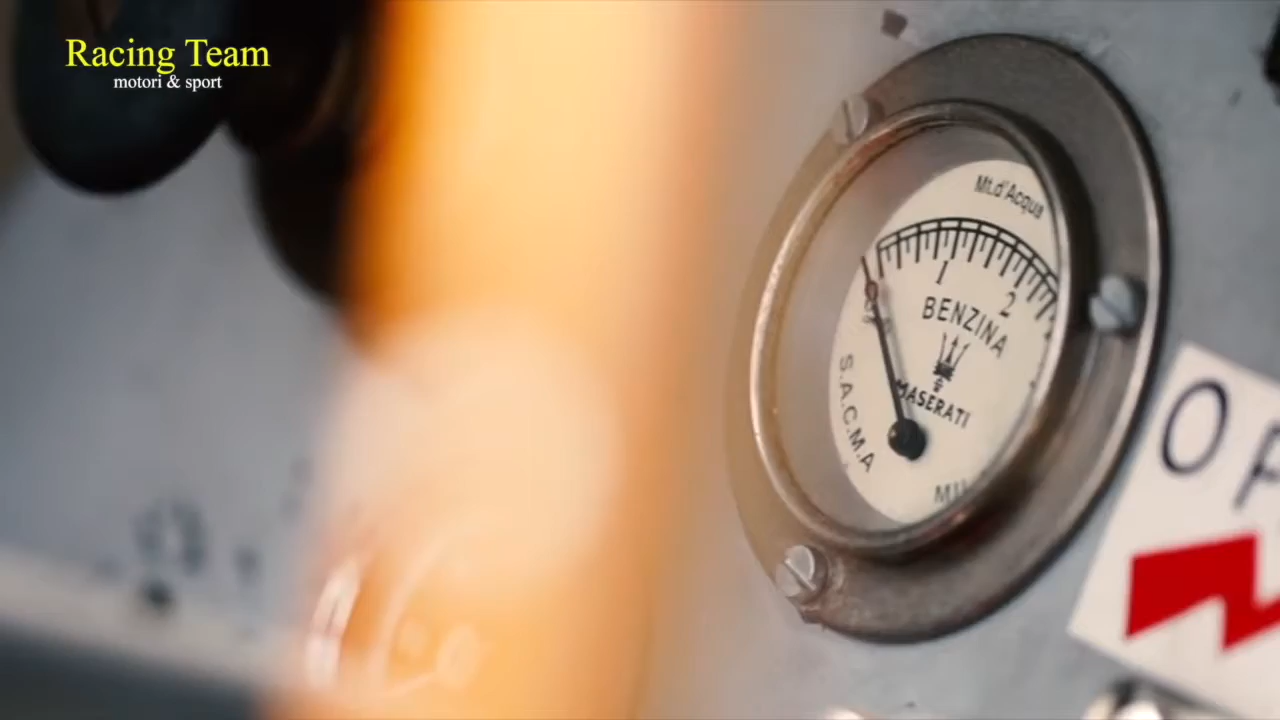 Racing Team
motori & sport
Mt.d'Acqua
1
2
BENZINA
MASERATI
S.A.C.M.A
O